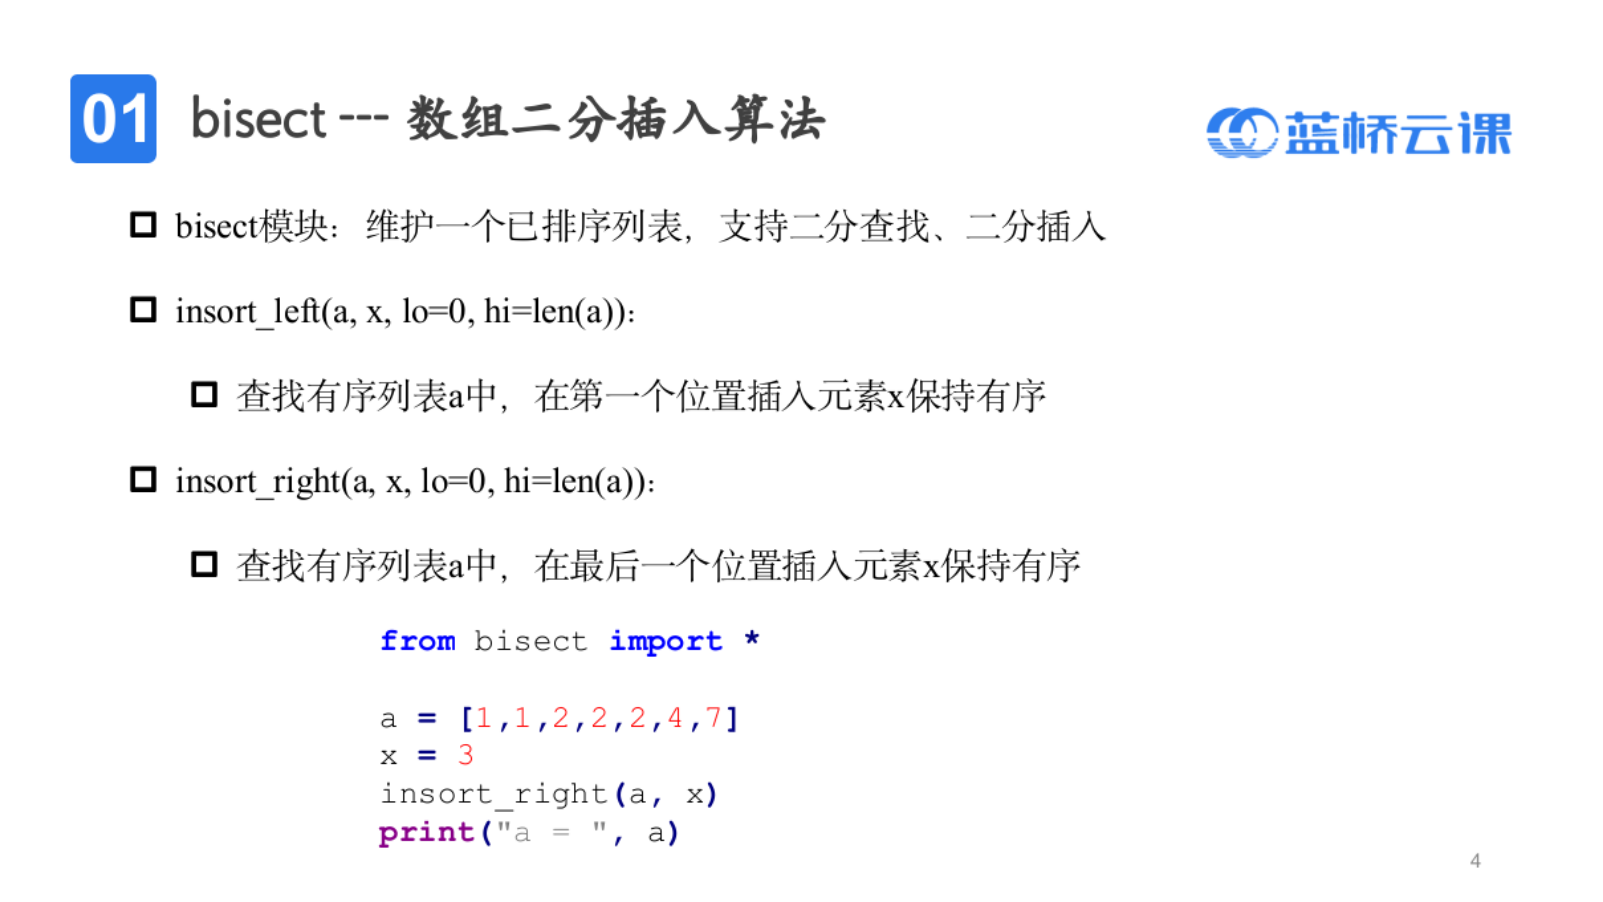 01 bisect --- 数组二分插入算法
蓝桥云课
bisect模块：维护一个已排序列表，支持二分查找、二分插入
insort_left(a, x, lo=0, hi=len(a))：
查找有序列表a中，在第一个位置插入元素x保持有序
insort_right(a, x, lo=0, hi=len(a))：
查找有序列表a中，在最后一个位置插入元素x保持有序
from bisect import *
a = [1,1,2,2,2,4,7]
x = 3
insort_right(a, x)
print("a = ", a)
4